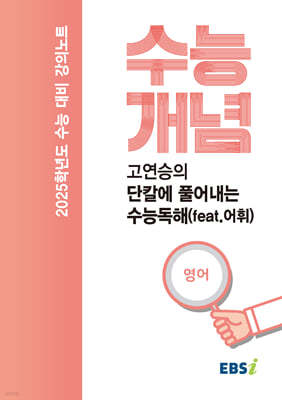 2025학년도 수능 대비 강의노트
수능
개념
고연승의
단칼에 풀어내는
수능독해(feat.어휘)
영어
EBSi